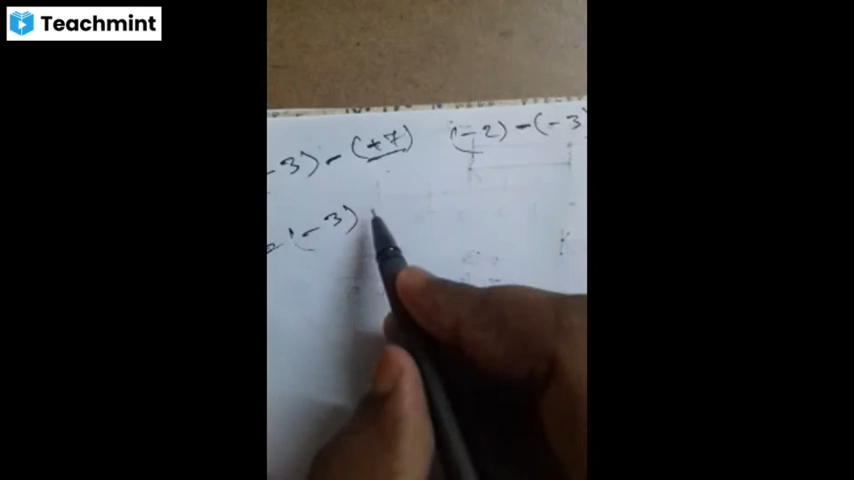 Teachmint
-3) - (+7) (-2) - (-3)
= (-3)